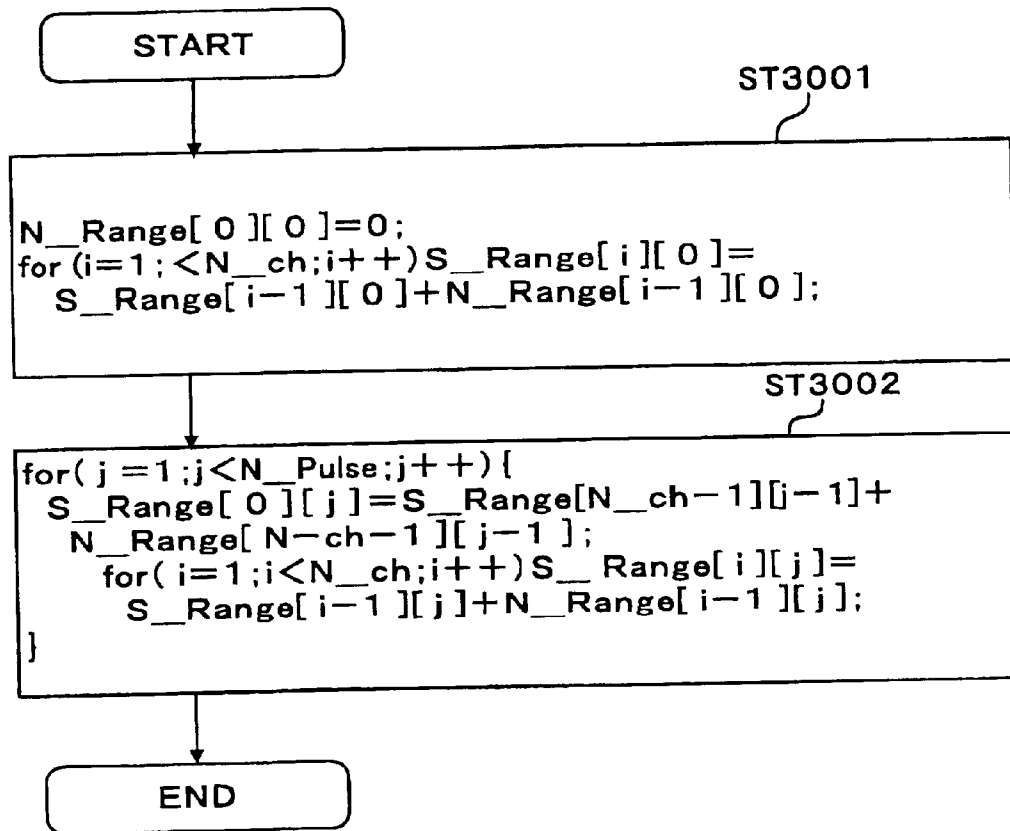 START
ST3001
N__Range[ 0 ][ 0 ]=0;
for (i=1 ; <N__ch;i++)S__Range[ i ][ 0 ]=
S__Range[ i-1 ][ 0 ]+N__Range[ i-1 ][ 0 ];
ST3002
for( j =1 ;j<N__Pulse;j++) {
S__Range[ 0 ][ j ]=S__Range[N__ch-1][j-1]+
N__Range[ N-ch-1 ][ j-1 ];
for( i=1 ;i<N__ch;i++)S__ Range[ i ][ j ]=
S__Range[ i-1 ][ j ]+N__Range[ i-1 ][ j ];
}
END